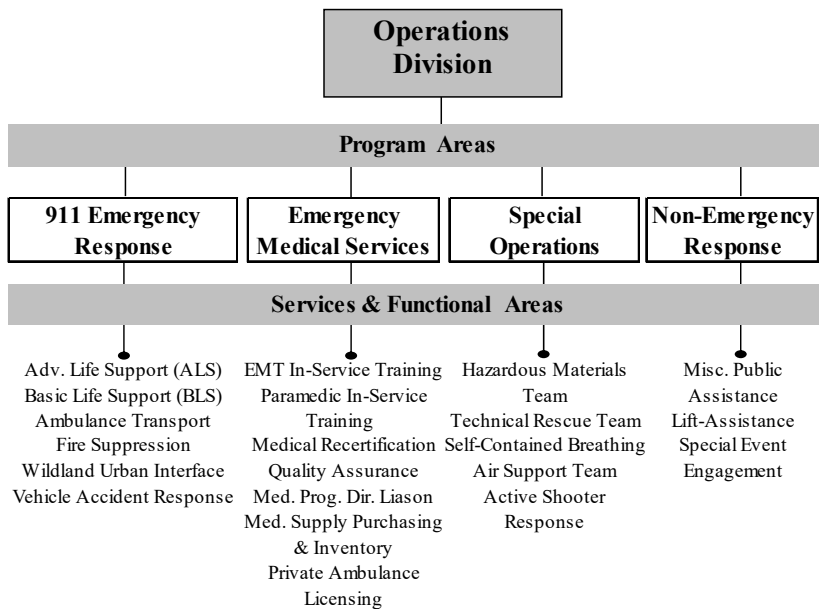 Operations
Division
Program Areas
911 Emergency
Response
Emergency
Medical Services
Special
Operations
Non-Emergency
Response
Services & Functional Areas
Adv. Life Support (ALS)
Basic Life Support (BLS)
Ambulance Transport
Fire Suppression
Wildland Urban Interface
Vehicle Accident Response
EMT In-Service Training
Paramedic In-Service
Training
Medical Recertification
Quality Assurance
Med. Prog. Dir. Liason
Med. Supply Purchasing
& Inventory
Private Ambulance
Licensing
Hazardous Materials
Team
Technical Rescue Team
Self-Contained Breathing
Air Support Team
Active Shooter
Response
Misc. Public
Assistance
Lift-Assistance
Special Event
Engagement